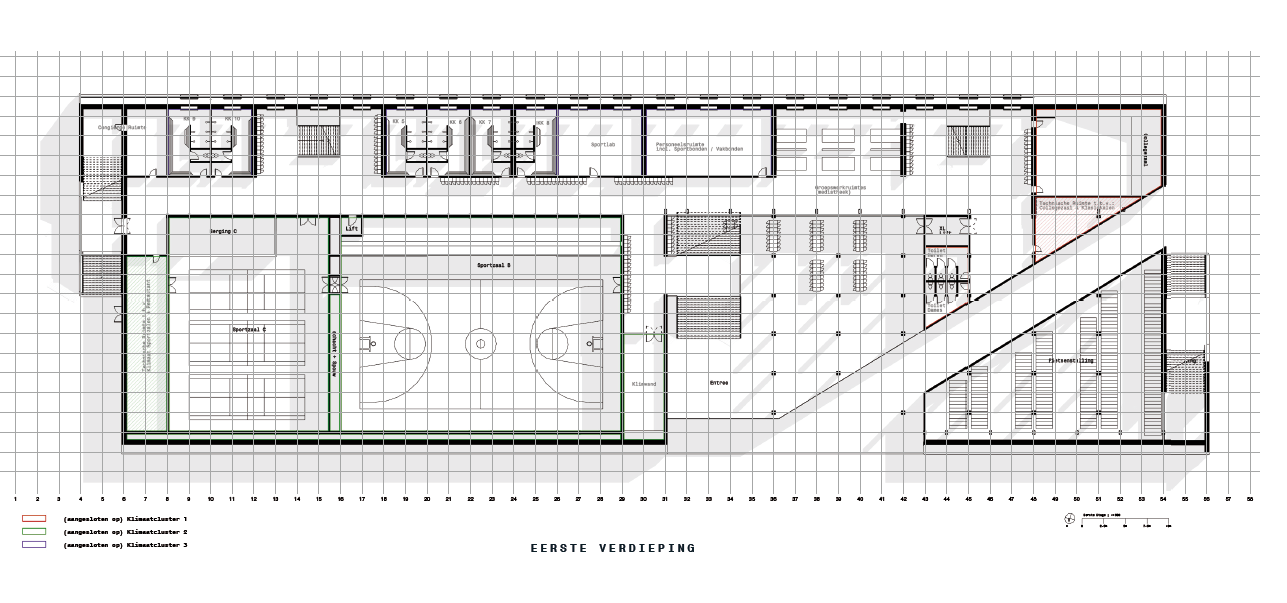 KK 9
KK 10
KK 6
KK 8
KK 7
KK 8
Congierge Ruimte
Sportlab
Personeelsruimte
incl. Sportbonden / Vakbonden
Groepswerkruimtes
(mediatheek)
Collegezaal
Technische Ruimte t.b.v.:
Collegezaal & Kleslokalen
Berging C
Lift
Sportzaal B
Sportzaal C
Toilet
Heren
Toilet
Dames
Klimwand
Entree
Fietsenstalling
1 2 3 4 5 6 7 8 9 10 11 12 13 14 15 16 17 18 19 20 21 22 23 24 25 26 27 28 29 30 31 32 33 34 35 36 37 38 39 40 41 42 43 44 45 46 47 48 49 50 51 52 53 54 55 56 57 58
(aangesloten op) Klimaatcluster 1
(aangesloten op) Klimaatcluster 2
(aangesloten op) Klimaatcluster 3
EERSTE VERDIEPING